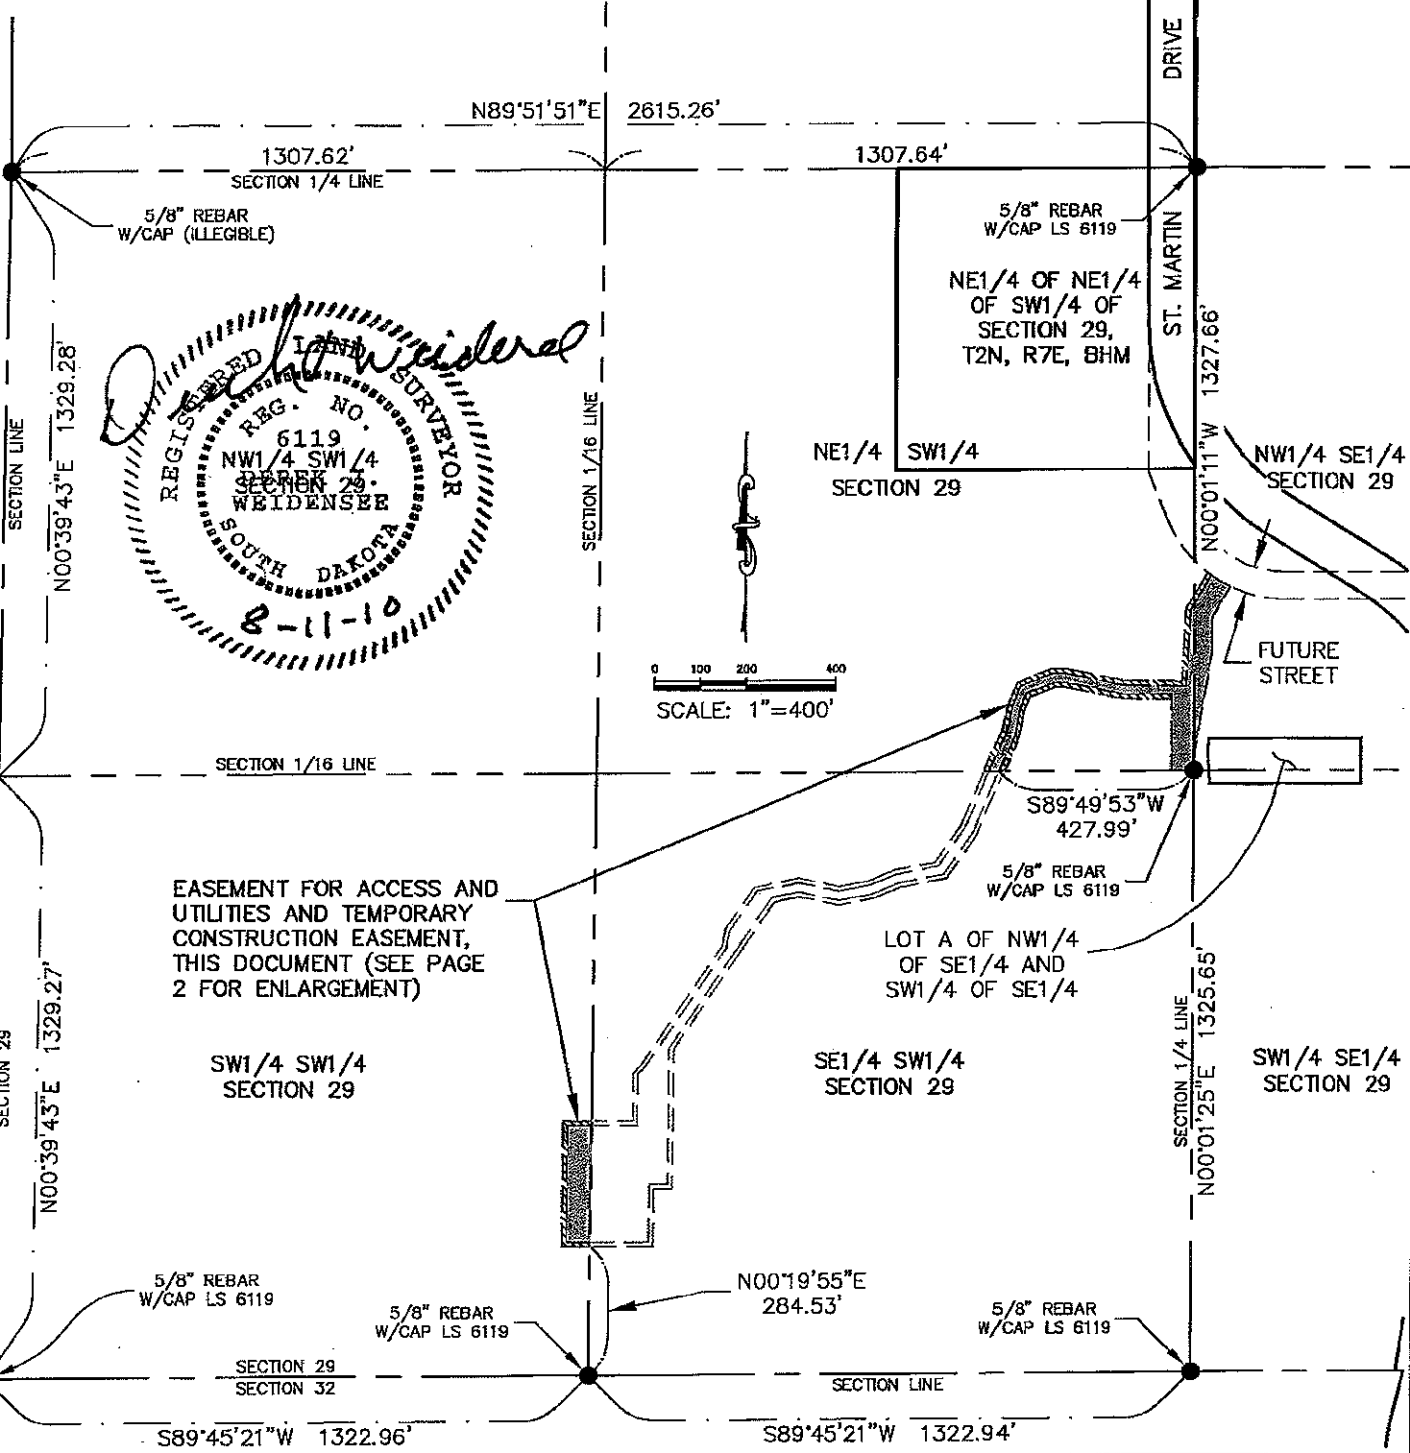 DRIVE
N89°51'51"E 2615.26'
1307.62'
SECTION 1/4 LINE
1307.64'
5/8" REBAR
W/CAP (ILLEGIBLE)
5/8" REBAR
W/CAP LS 6119
ST. MARTIN
NE1/4 OF NE1/4
OF SW1/4 OF
SECTION 29,
T2N, R7E, BHM
N00°01'11"W 1327.66'
SECTION LINE
N00°39'43"E 1329.28'
REGISTERED LAND SURVEYOR
REG. NO.
6119
NW1/4 SW1/4
SECTION 29
DEREK J.
WEIDENSEE
SOUTH DAKOTA
8-11-10
SECTION 1/16 LINE
NE1/4 SW1/4
SECTION 29
NW1/4 SE1/4
SECTION 29
0 100 200 400
SCALE: 1"=400'
FUTURE
STREET
SECTION 1/16 LINE
S89°49'53"W
427.99'
5/8" REBAR
W/CAP LS 6119
EASEMENT FOR ACCESS AND
UTILITIES AND TEMPORARY
CONSTRUCTION EASEMENT,
THIS DOCUMENT (SEE PAGE
2 FOR ENLARGEMENT)
LOT A OF NW1/4
OF SE1/4 AND
SW1/4 OF SE1/4
SECTION 29
N00°39'43"E 1329.27'
SW1/4 SW1/4
SECTION 29
SE1/4 SW1/4
SECTION 29
SECTION 1/4 LINE
N00°01'25"E 1325.65'
SW1/4 SE1/4
SECTION 29
5/8" REBAR
W/CAP LS 6119
5/8" REBAR
W/CAP LS 6119
N00°19'55"E
284.53'
5/8" REBAR
W/CAP LS 6119
SECTION 29
SECTION 32
SECTION LINE
S89°45'21"W 1322.96'
S89°45'21"W 1322.94'